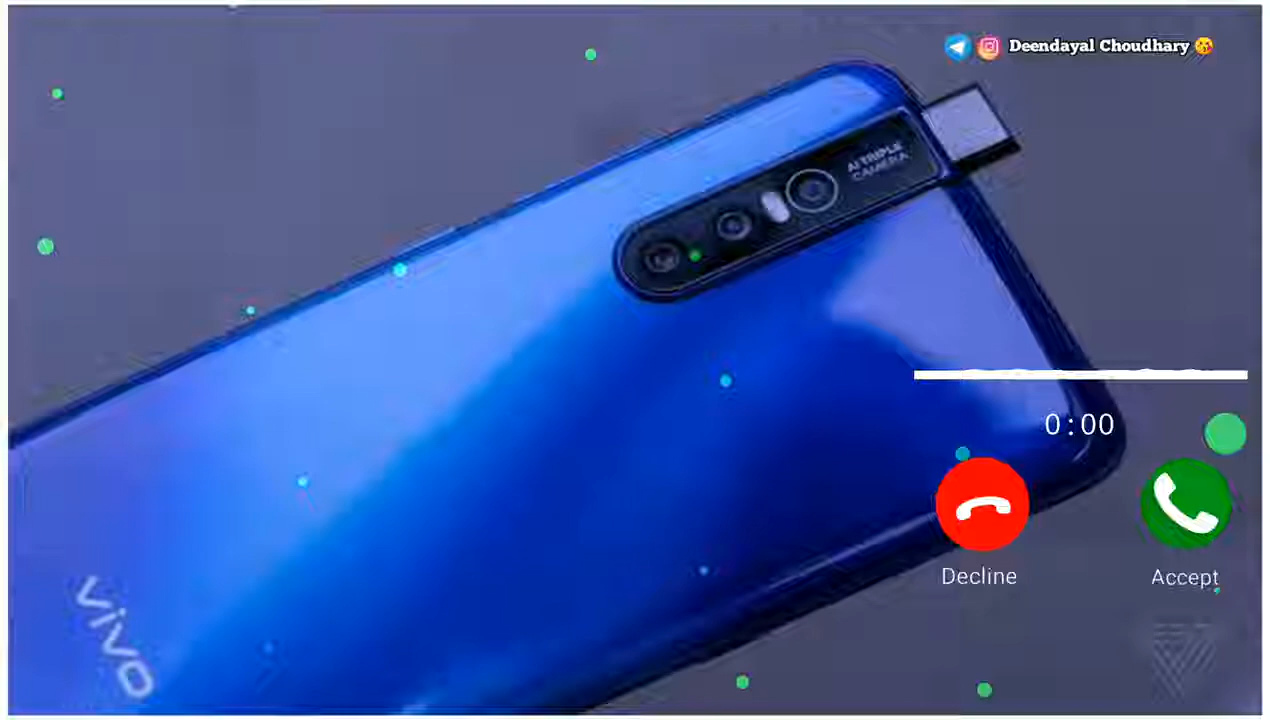 Deendayal Choudhary
AI TRIPLE
CAMERA
0:00
Decline
Accept
vivo